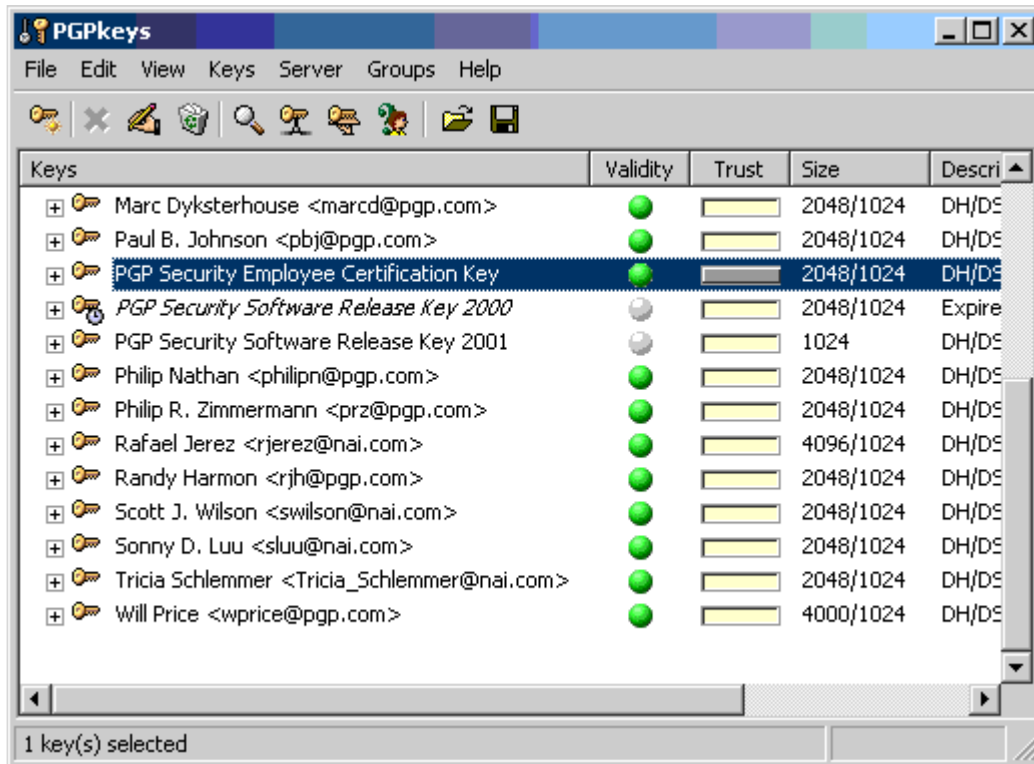 PGPkeys
File Edit View Keys Server Groups Help
Keys Validity Trust Size Descri
Marc Dyksterhouse <marcd@pgp.com> 2048/1024 DH/DS
Paul B. Johnson <pbj@pgp.com> 2048/1024 DH/DS
PGP Security Employee Certification Key 2048/1024 DH/DS
PGP Security Software Release Key 2000 2048/1024 Expire
PGP Security Software Release Key 2001 1024 DH/DS
Philip Nathan <philipn@pgp.com> 2048/1024 DH/DS
Philip R. Zimmermann <prz@pgp.com> 2048/1024 DH/DS
Rafael Jerez <rjerez@nai.com> 4096/1024 DH/DS
Randy Harmon <rjh@pgp.com> 2048/1024 DH/DS
Scott J. Wilson <swilson@nai.com> 2048/1024 DH/DS
Sonny D. Luu <sluu@nai.com> 2048/1024 DH/DS
Tricia Schlemmer <Tricia_Schlemmer@nai.com> 2048/1024 DH/DS
Will Price <wprice@pgp.com> 4000/1024 DH/DS
1 key(s) selected